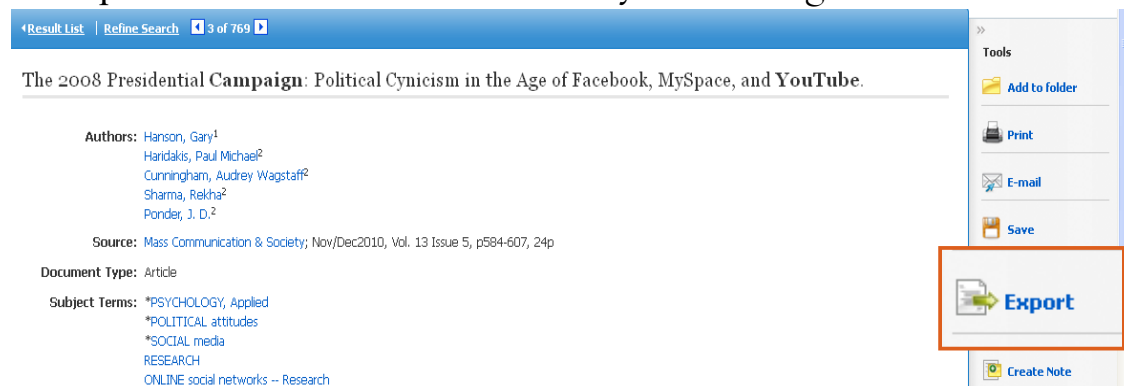 Result List | Refine Search 3 of 769
The 2008 Presidential Campaign: Political Cynicism in the Age of Facebook, MySpace, and YouTube.
Authors: Hanson, Gary1
Haridakis, Paul Michael2
Cunningham, Audrey Wagstaff2
Sharma, Rekha2
Ponder, J. D.2
Source: Mass Communication & Society; Nov/Dec2010, Vol. 13 Issue 5, p584-607, 24p
Document Type: Article
Subject Terms: *PSYCHOLOGY, Applied
*POLITICAL attitudes
*SOCIAL media
RESEARCH
ONLINE social networks -- Research
»
Tools
Add to folder
Print
E-mail
Save
Export
Create Note